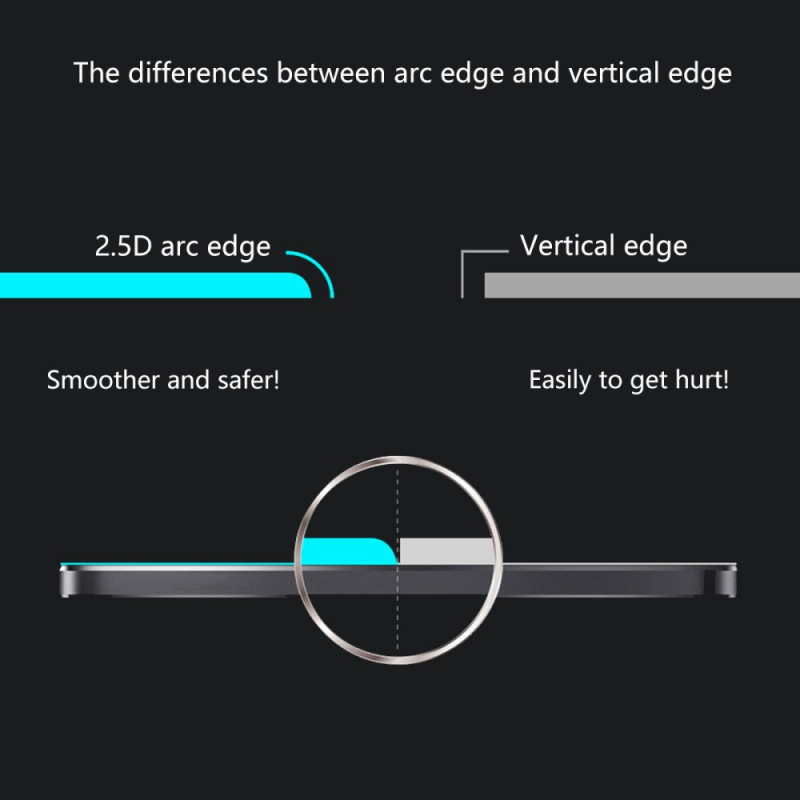 The differences between arc edge and vertical edge
2.5D arc edge
Vertical edge
Smoother and safer!
Easily to get hurt!